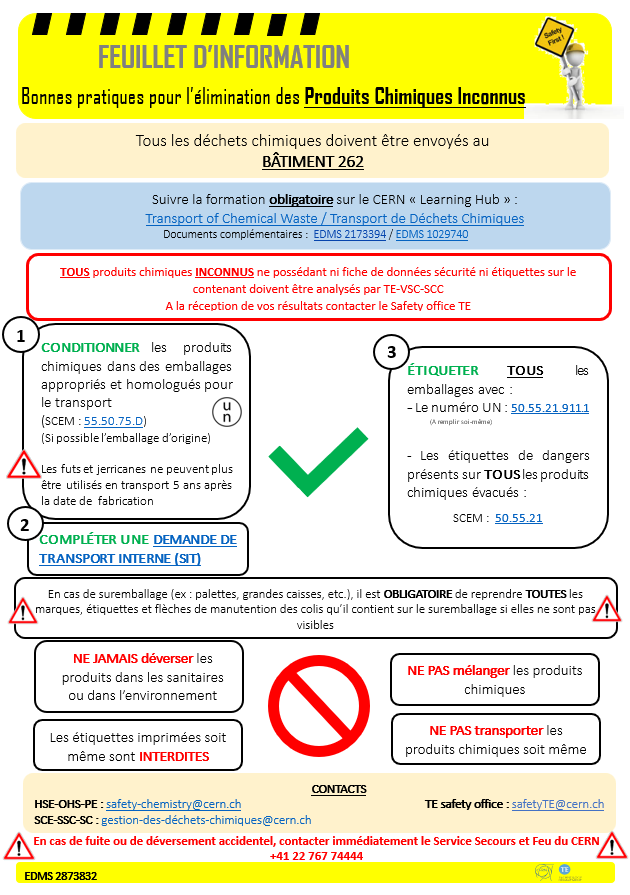 FEUILLET D'INFORMATION
Safety
First !
Bonnes pratiques pour l'élimination des Produits Chimiques Inconnus
Tous les déchets chimiques doivent être envoyés au
BÂTIMENT 262
Suivre la formation obligatoire sur le CERN « Learning Hub » :
Transport of Chemical Waste / Transport de Déchets Chimiques
Documents complémentaires : EDMS 2173394 / EDMS 1029740
TOUS produits chimiques INCONNUS ne possédant ni fiche de données sécurité ni étiquettes sur le
contenant doivent être analysés par TE-VSC-SCC
A la réception de vos résultats contacter le Safety office TE
1
CONDITIONNER les produits
chimiques dans des emballages
appropriés et homologués pour
le transport
(SCEM : 55.50.75.D)
(Si possible l'emballage d'origine)
u
n
Les futs et jerricanes ne peuvent plus
être utilisés en transport 5 ans après
la date de fabrication
2
COMPLÉTER UNE DEMANDE DE
TRANSPORT INTERNE (SIT)
3
ÉTIQUETER TOUS les
emballages avec :
- Le numéro UN : 50.55.21.911.1
(A remplir soi-même)
- Les étiquettes de dangers
présents sur TOUS les produits
chimiques évacués :
SCEM : 50.55.21
En cas de suremballage (ex : palettes, grandes caisses, etc.), il est OBLIGATOIRE de reprendre TOUTES les
marques, étiquettes et flèches de manutention des colis qu'il contient sur le suremballage si elles ne sont pas
visibles
NE JAMAIS déverser les
produits dans les sanitaires
ou dans l'environnement
NE PAS mélanger les produits
chimiques
Les étiquettes imprimées soit
même sont INTERDITES
NE PAS transporter les
produits chimiques soit même
CONTACTS
HSE-OHS-PE : safety-chemistry@cern.ch
TE safety office : safetyTE@cern.ch
SCE-SSC-SC : gestion-des-déchets-chimiques@cern.ch
En cas de fuite ou de déversement accidentel, contacter immédiatement le Service Secours et Feu du CERN
+41 22 767 74444
EDMS 2873832
TE